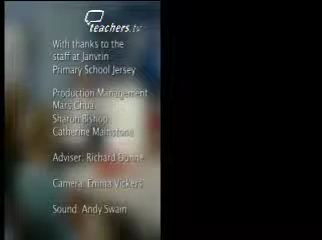 teachers.tv
With thanks to the
staff at Janvrin
Primary School Jersey
Production Management
Mars Chua
Sharon Bishop
Catherine Mainstone
Adviser: Richard Dunne
Camera: Emma Vickers
Sound: Andy Swain